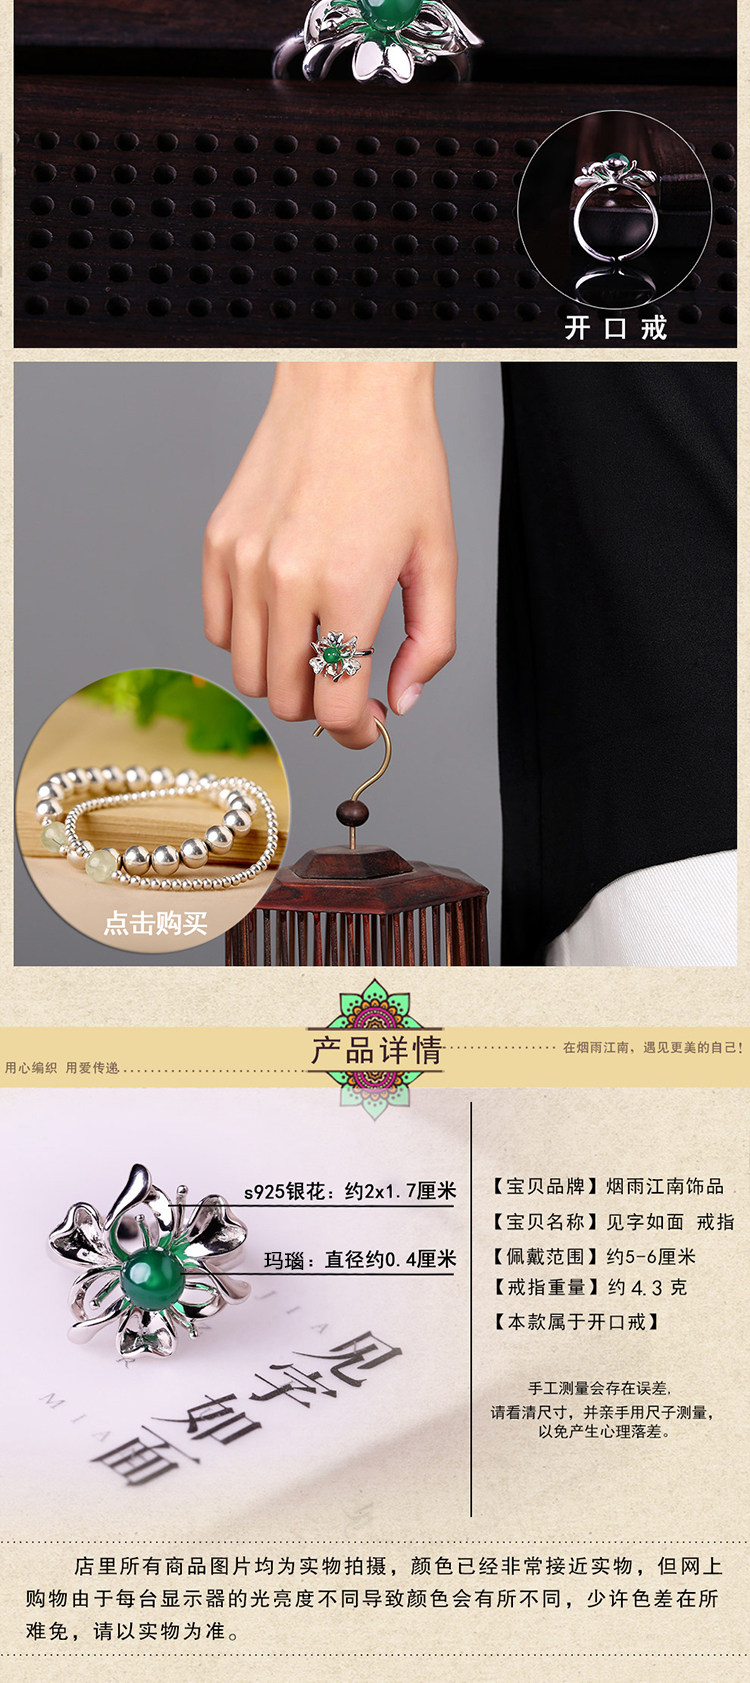 开口戒
点击购买
产品详情
在烟雨江南，遇见更美的自己！
用心编织 用爱传递
s925银花：约2x1.7厘米
玛瑙：直径约0.4厘米
【宝贝品牌】烟雨江南饰品
【宝贝名称】见字如面 戒指
【佩戴范围】约5-6厘米
【戒指重量】约 4.3 克
【本款属于开口戒】
手工测量会存在误差，
请看清尺寸，并亲手用尺子测量，
以免产生心理落差。
见字如面
MIA
店里所有商品图片均为实物拍摄，颜色已经非常接近实物，但网上
购物由于每台显示器的光亮度不同导致颜色会有所不同，少许色差在所
难免，请以实物为准。